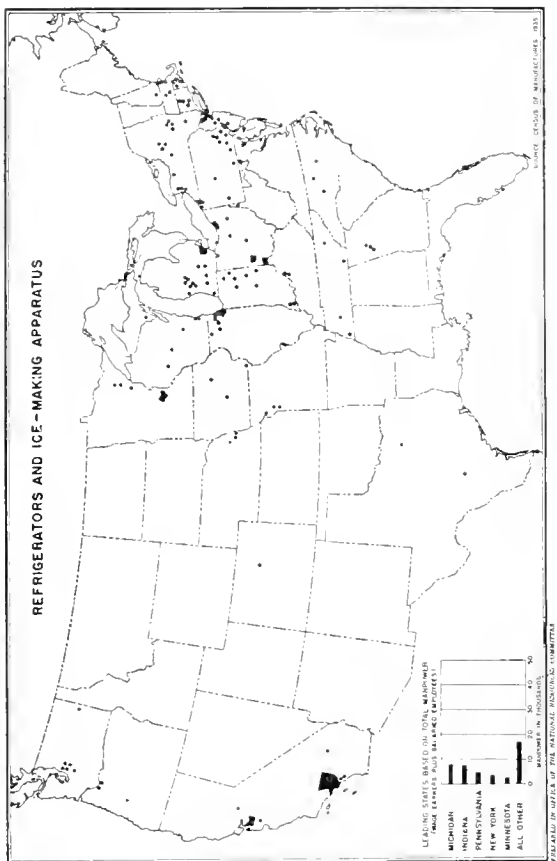 REFRIGERATORS AND ICE-MAKING APPARATUS
LEADING STATES BASED ON TOTAL MANPOWER
(WAGE EARNERS PLUS SALARIED EMPLOYEES)
MICHIGAN
INDIANA
PENNSYLVANIA
NEW YORK
MINNESOTA
ALL OTHER
0 10 20 30 40 50
MANPOWER IN THOUSANDS
SOURCE: CENSUS OF MANUFACTURES 1935
PREPARED IN OFFICE OF THE NATIONAL RESOURCES COMMITTEE